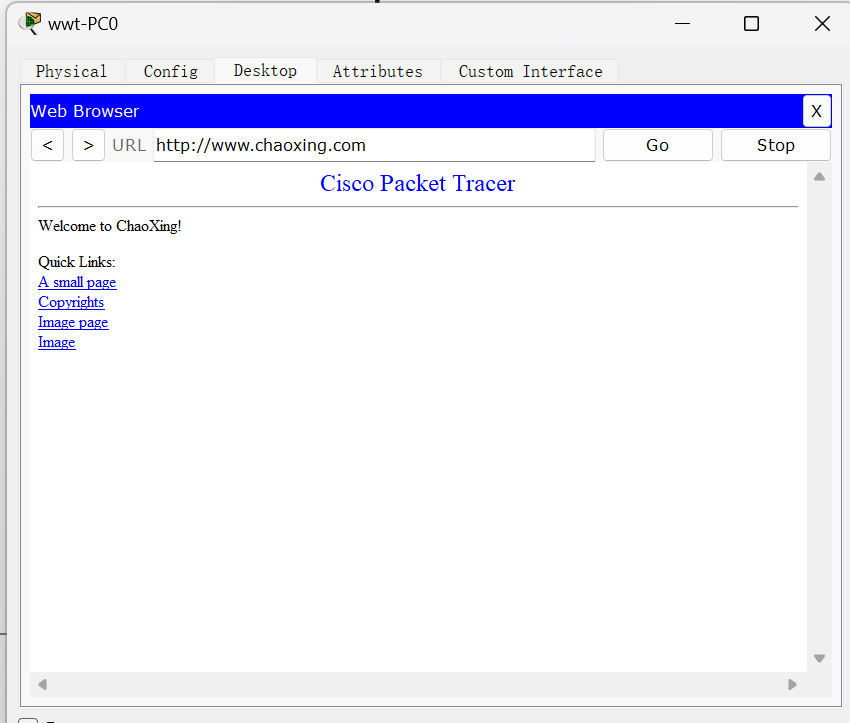 wwt-PC0
Physical Config Desktop Attributes Custom Interface
Web Browser X
< > URL http://www.chaoxing.com Go Stop
Cisco Packet Tracer
Welcome to ChaoXing!
Quick Links:
A small page
Copyrights
Image page
Image